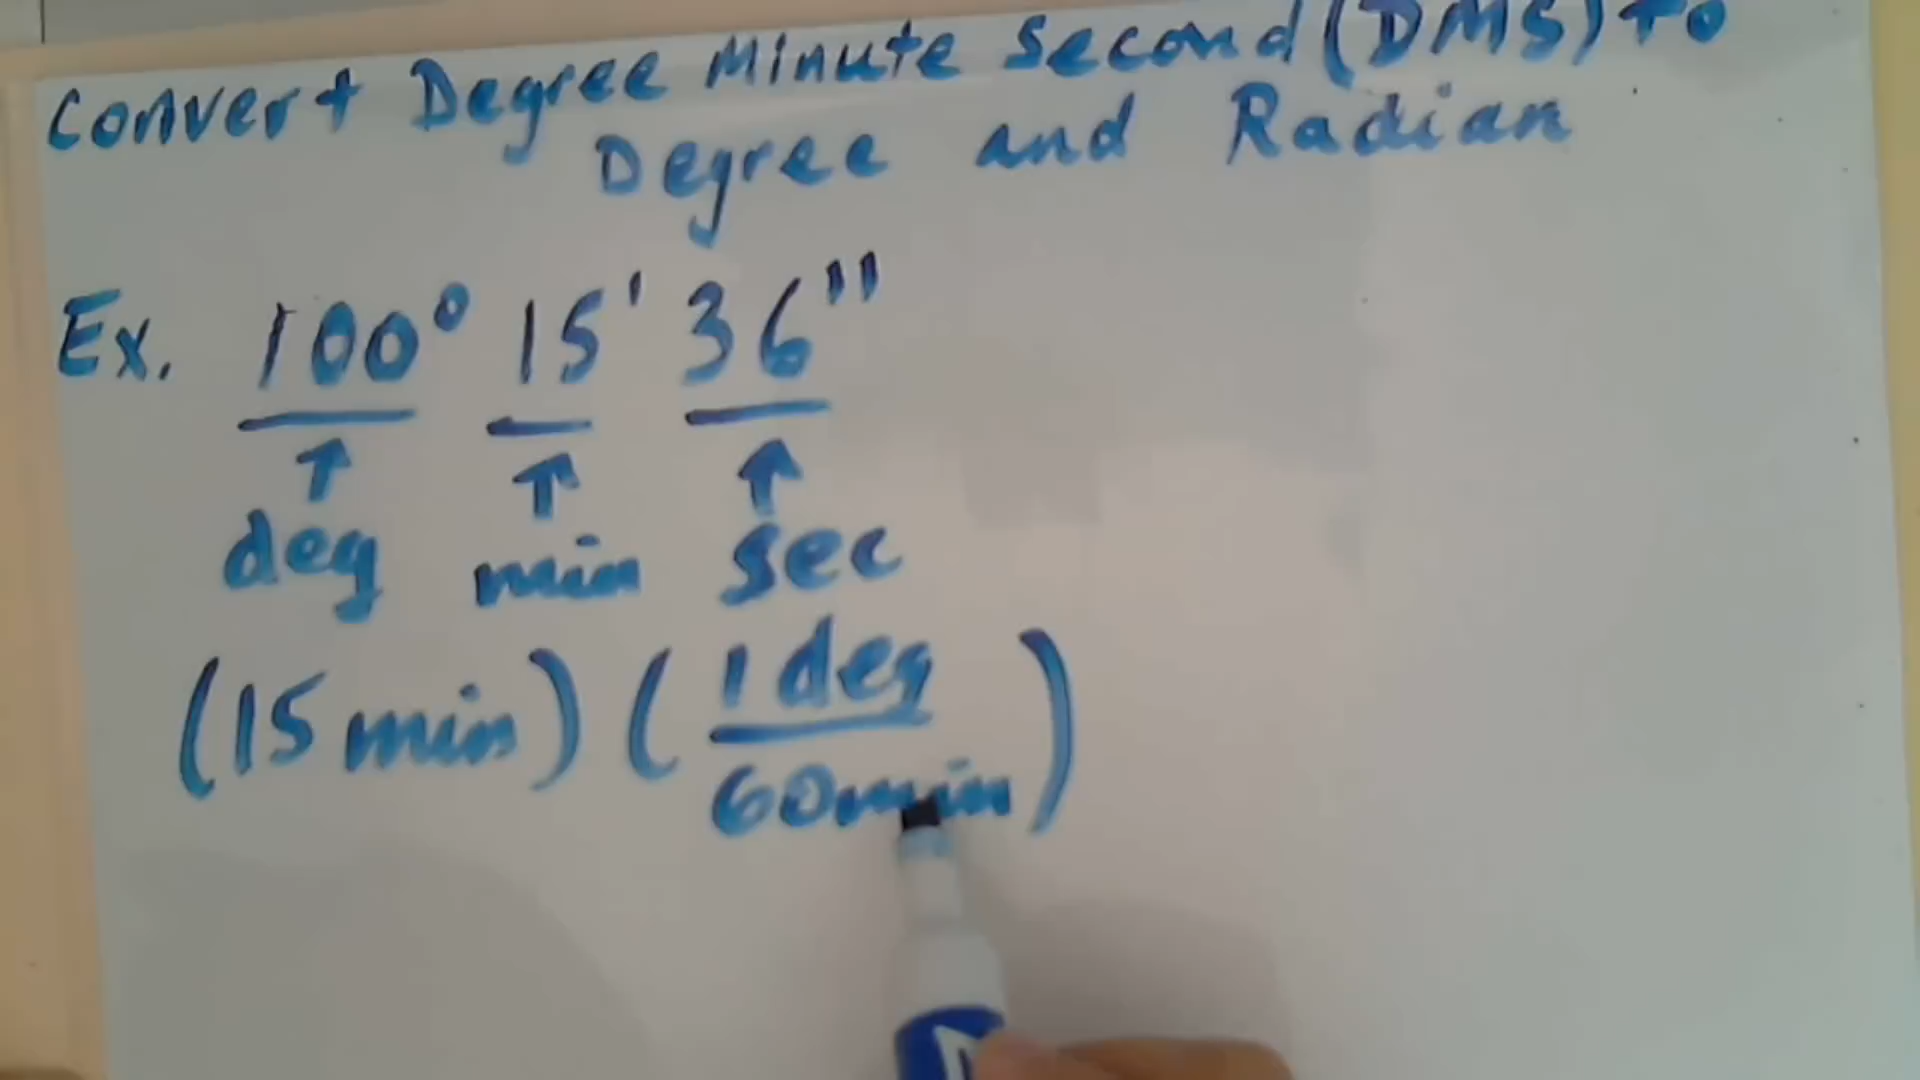 Convert Degree Minute Second (DMS) to
Degree and Radian
Ex. 100° 15' 36"
deg min sec
(15 min) (1 deg / 60 min)